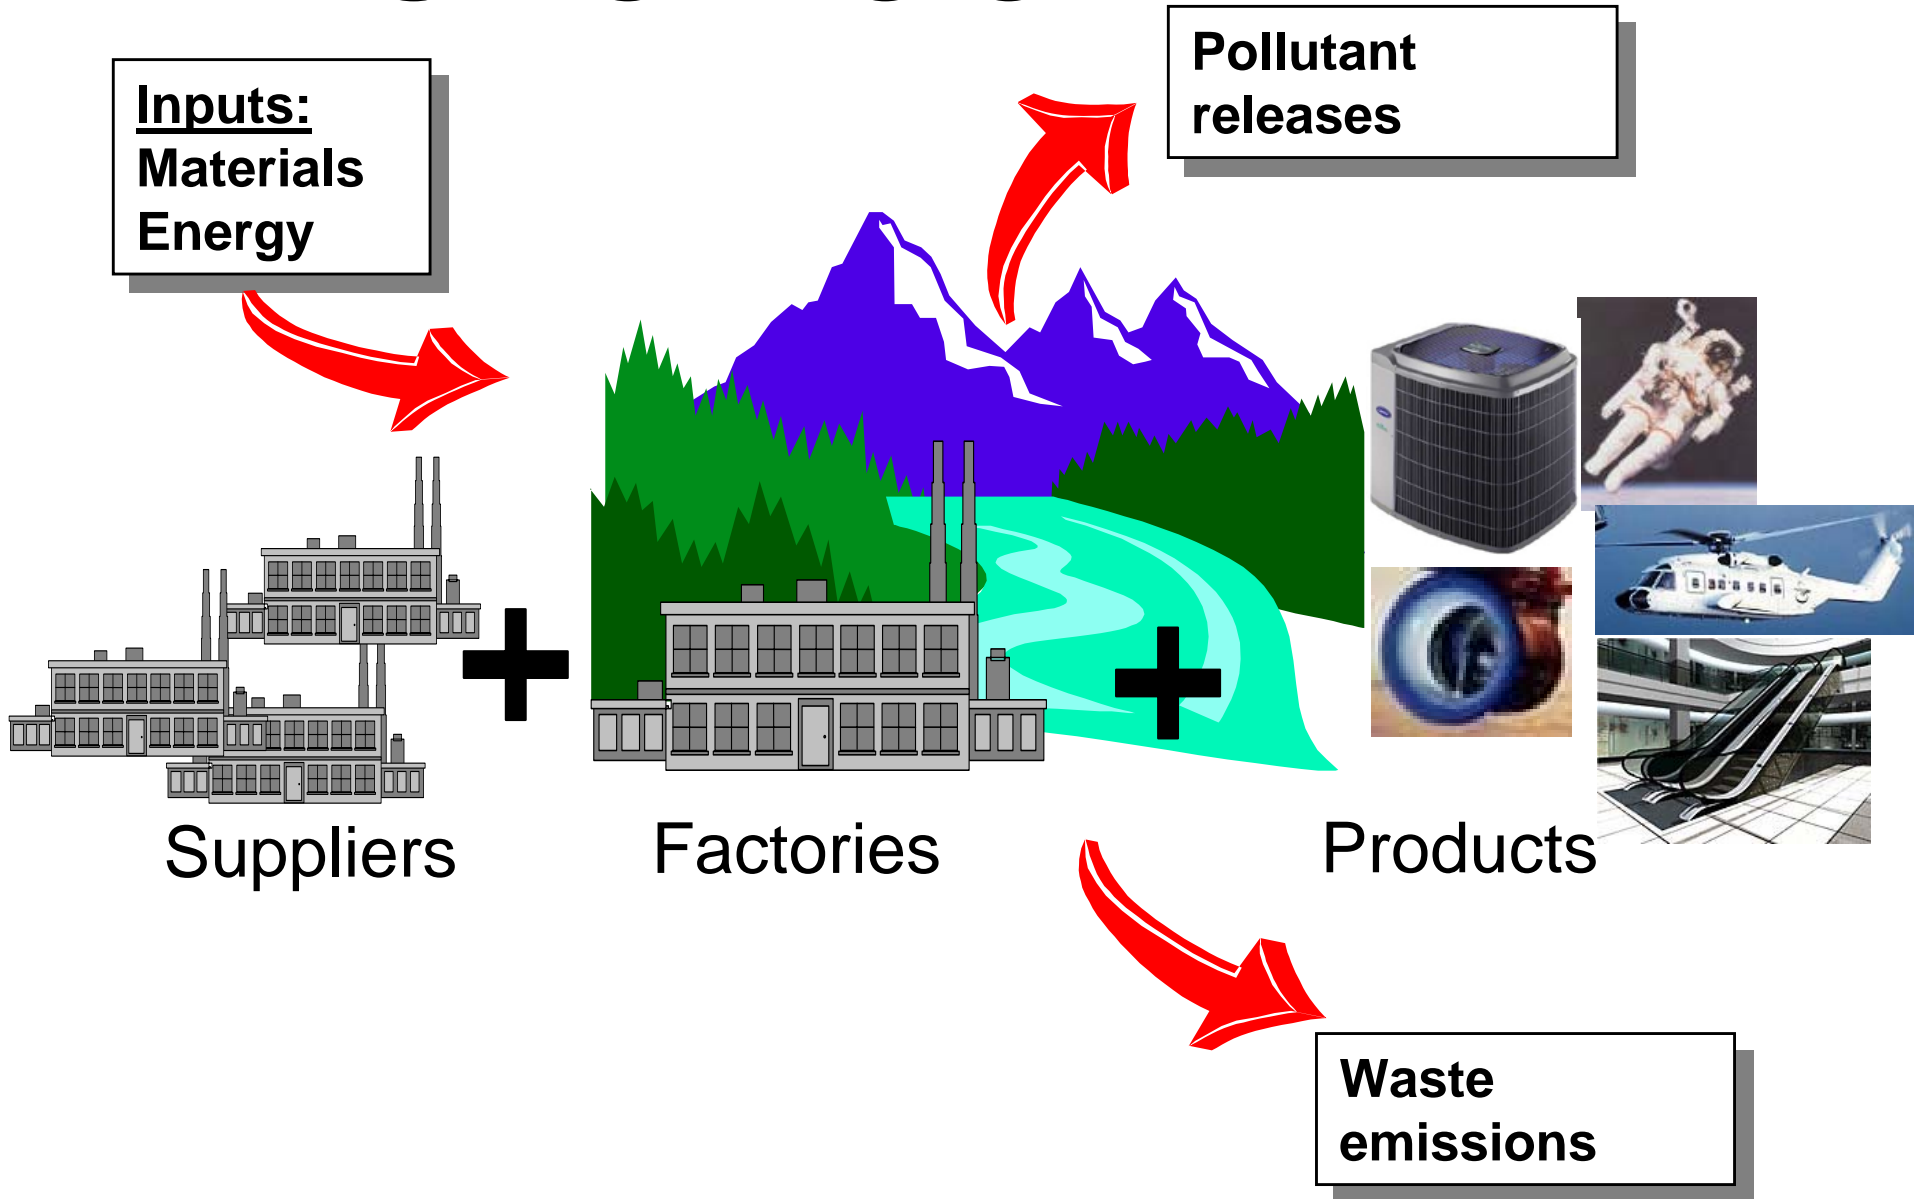 Inputs:
Materials
Energy
Pollutant
releases
Suppliers
Factories
Products
Waste
emissions